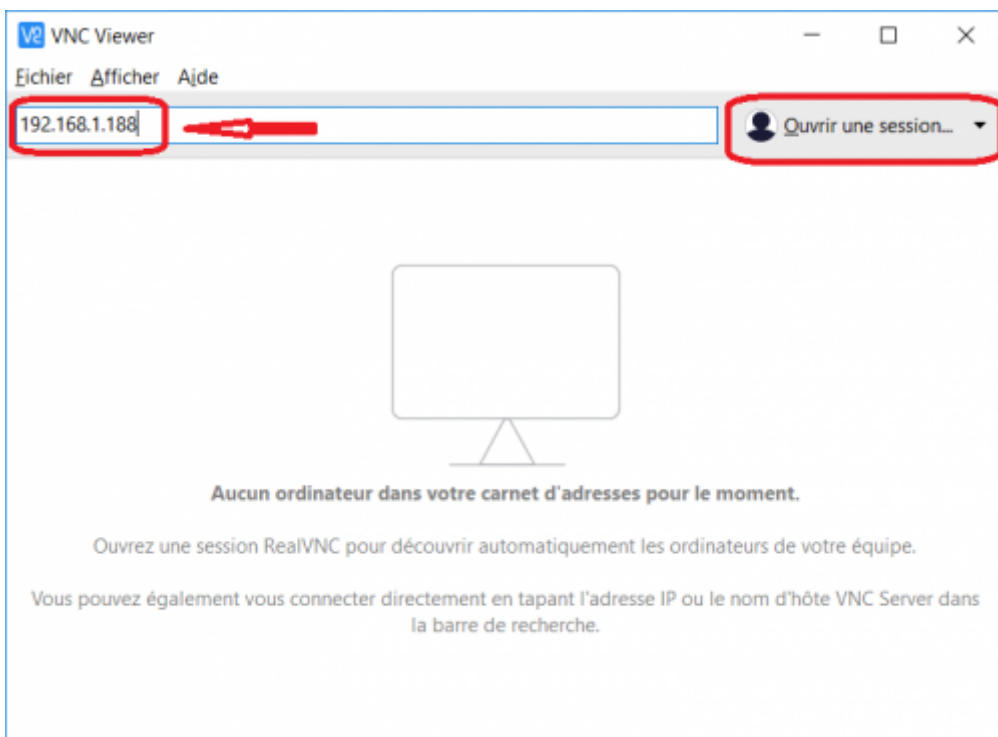 VNC Viewer
Fichier Afficher Aide
192.168.1.188 Ouvrir une session...
Aucun ordinateur dans votre carnet d'adresses pour le moment.
Ouvrez une session RealVNC pour découvrir automatiquement les ordinateurs de votre équipe.
Vous pouvez également vous connecter directement en tapant l'adresse IP ou le nom d'hôte VNC Server dans
la barre de recherche.